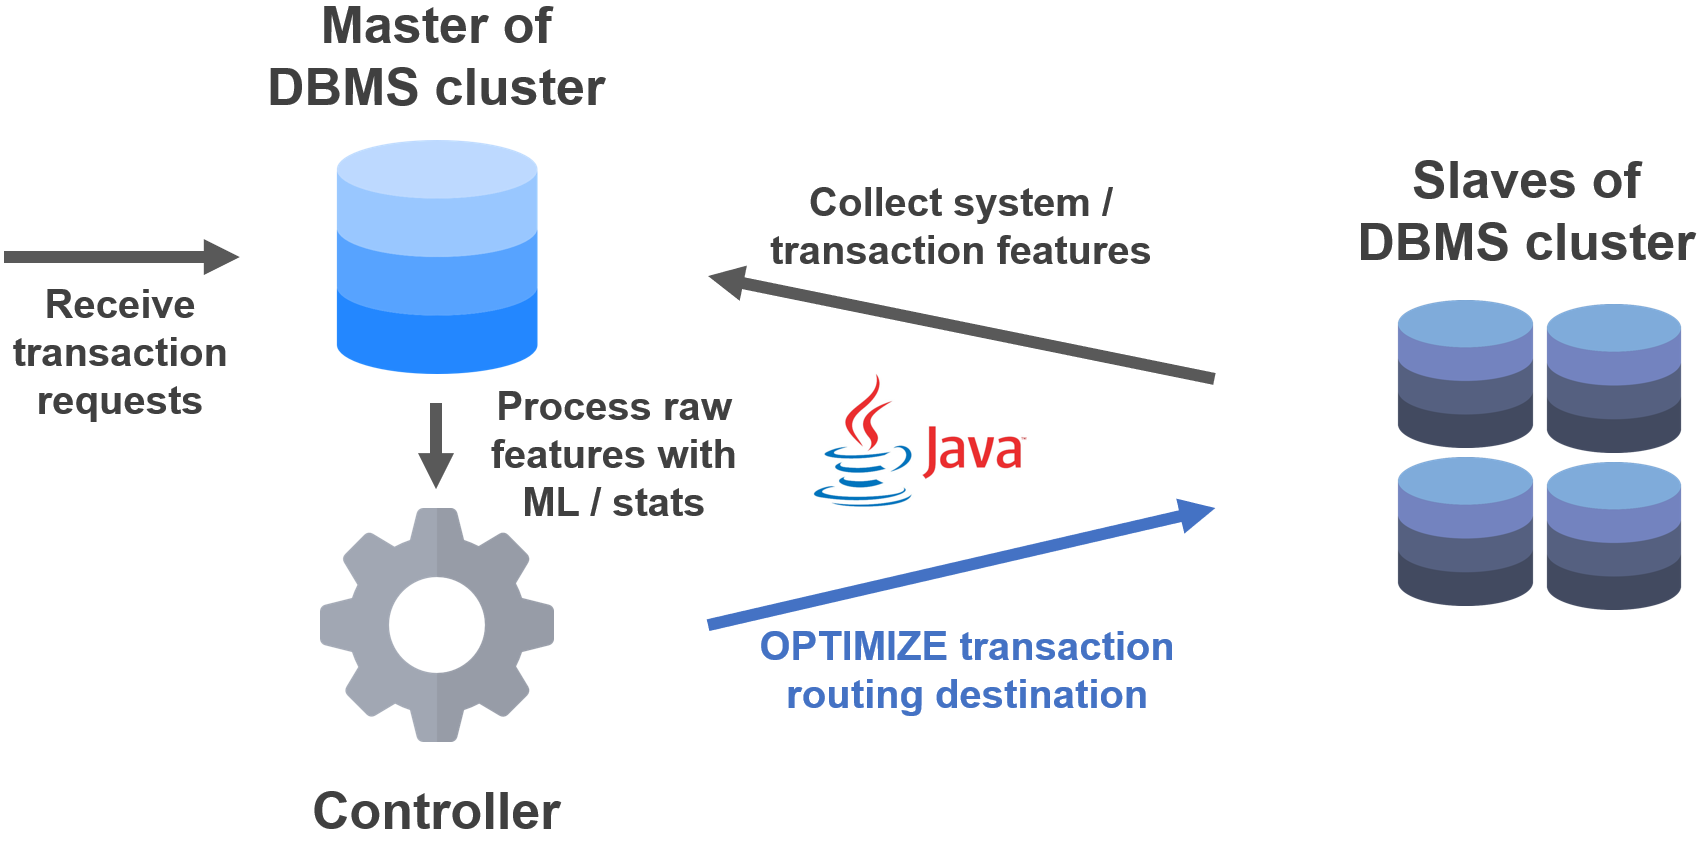 Master of
DBMS cluster
Receive
transaction
requests
Process raw
features with
ML / stats
Controller
Collect system /
transaction features
Java™
OPTIMIZE transaction
routing destination
Slaves of
DBMS cluster